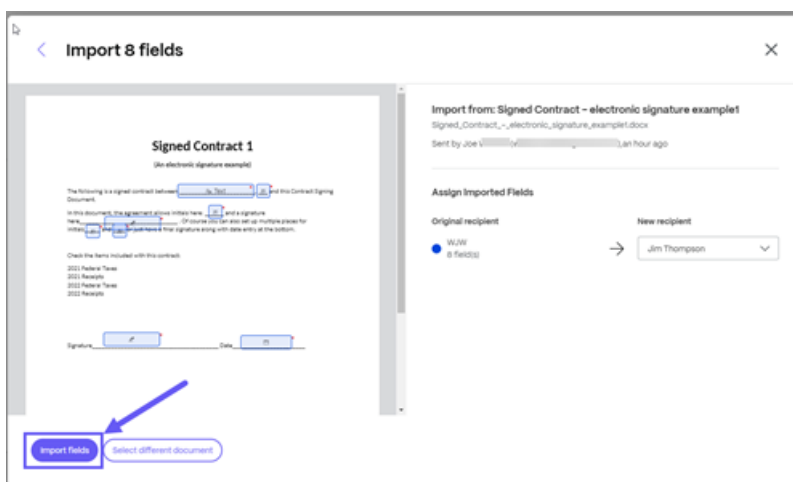 Import 8 fields
Signed Contract 1
(An electronic signature example)
The following is a signed contract between Text and this Contract Signing
Document.
In this document, the agreement allows initials here: and a signature
here. Of course you can also set up multiple places for
initials just have a final signature along with date entry at the bottom.
Check the items included with this contract:
2021 Federal Taxes
2021 Receipts
2022 Federal Taxes
2022 Receipts
Signature Date
Import fields
Select different document
Import from: Signed Contract - electronic signature example1
Signed_Contract_-_electronic_signature_example1.docx
Sent by Joe ,an hour ago
Assign Imported Fields
Original recipient New recipient
WJW
8 field(s)
Jim Thompson